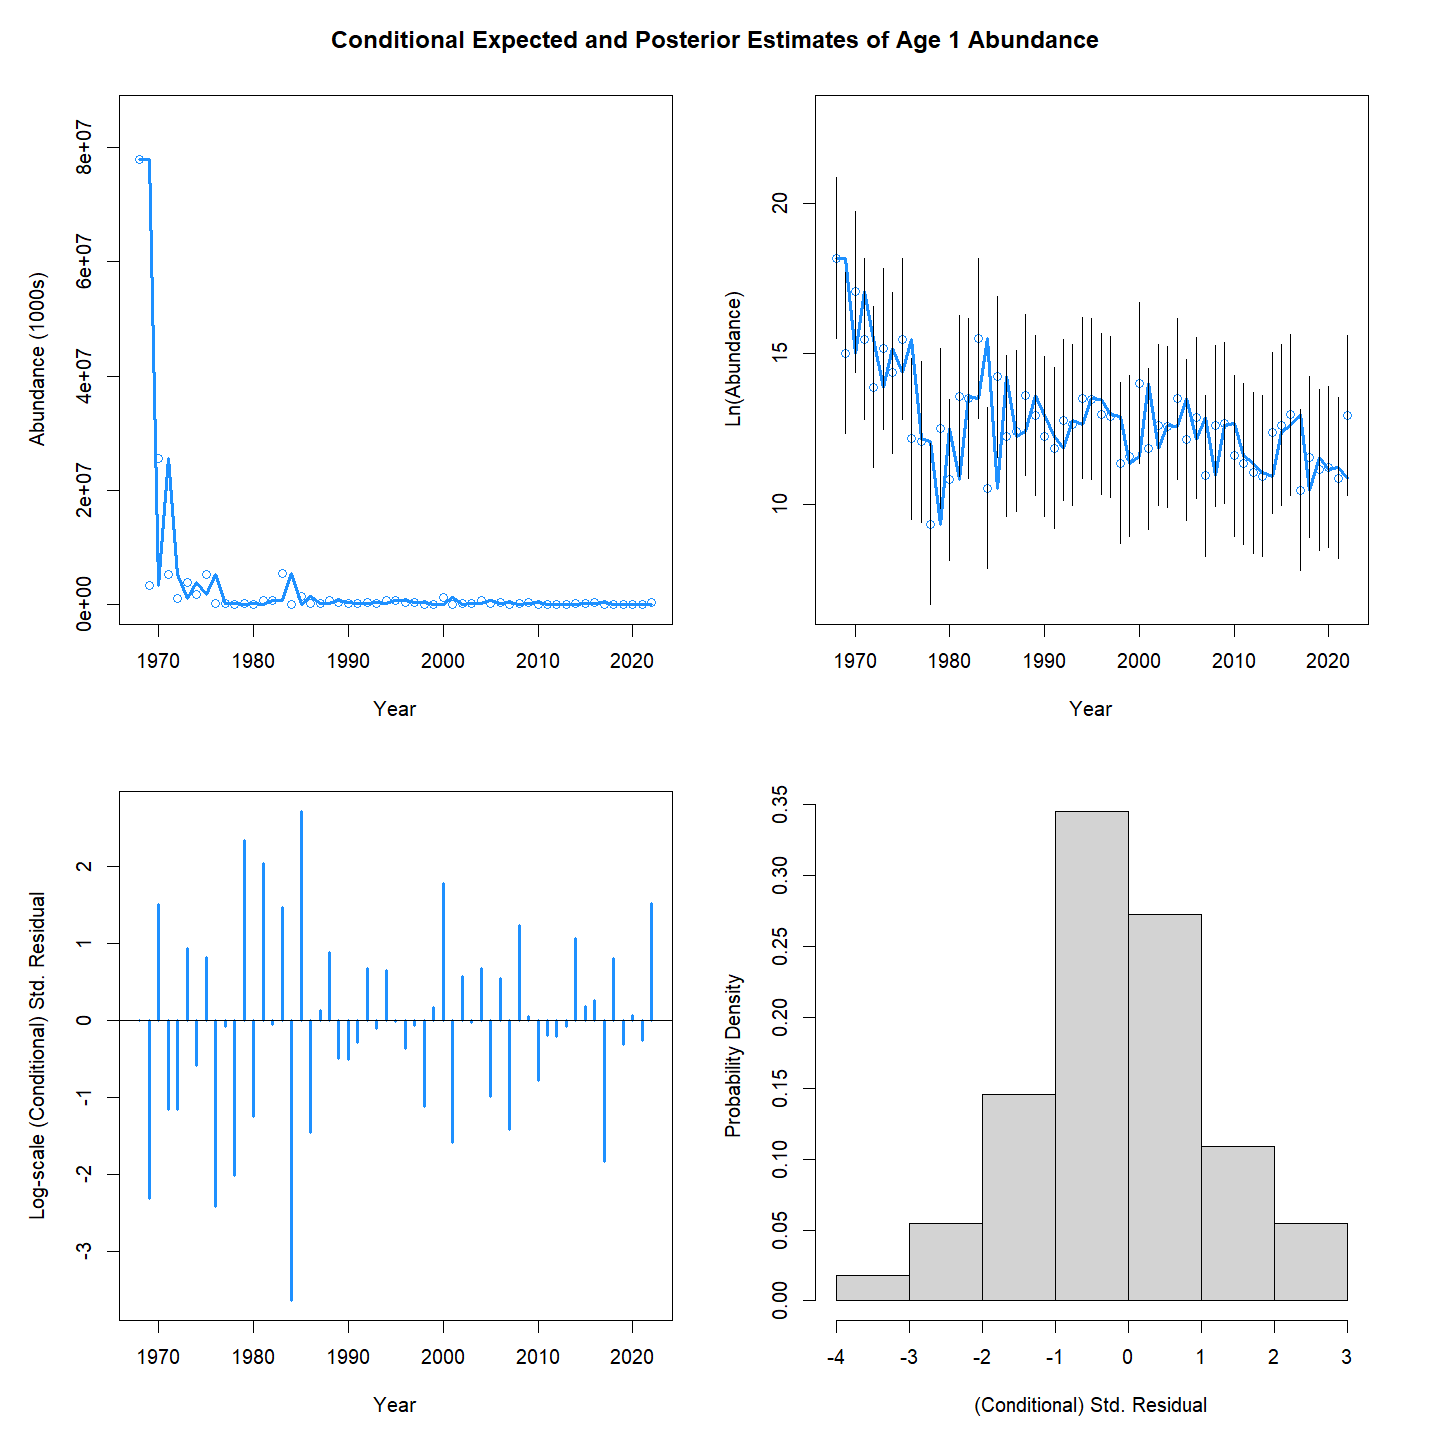 Conditional Expected and Posterior Estimates of Age 1 Abundance
Abundance (1000s)
8e+07
6e+07
4e+07
2e+07
0e+00
1970 1980 1990 2000 2010 2020
Year
Ln(Abundance)
20
15
10
1970 1980 1990 2000 2010 2020
Year
Log-scale (Conditional) Std. Residual
2
1
0
-1
-2
-3
1970 1980 1990 2000 2010 2020
Year
Probability Density
0.35
0.30
0.25
0.20
0.15
0.10
0.05
0.00
-4 -3 -2 -1 0 1 2 3
(Conditional) Std. Residual